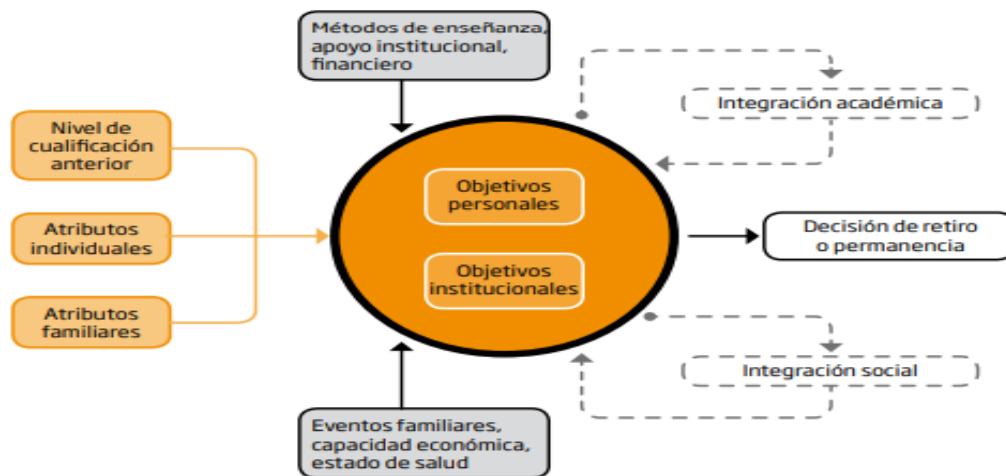 Métodos de enseñanza,
apoyo institucional,
financiero
Integración académica
Nivel de
cualificación
anterior
Objetivos
personales
Atributos
individuales
Decisión de retiro
o permanencia
Objetivos
institucionales
Atributos
familiares
Integración social
Eventos familiares,
capacidad económica,
estado de salud